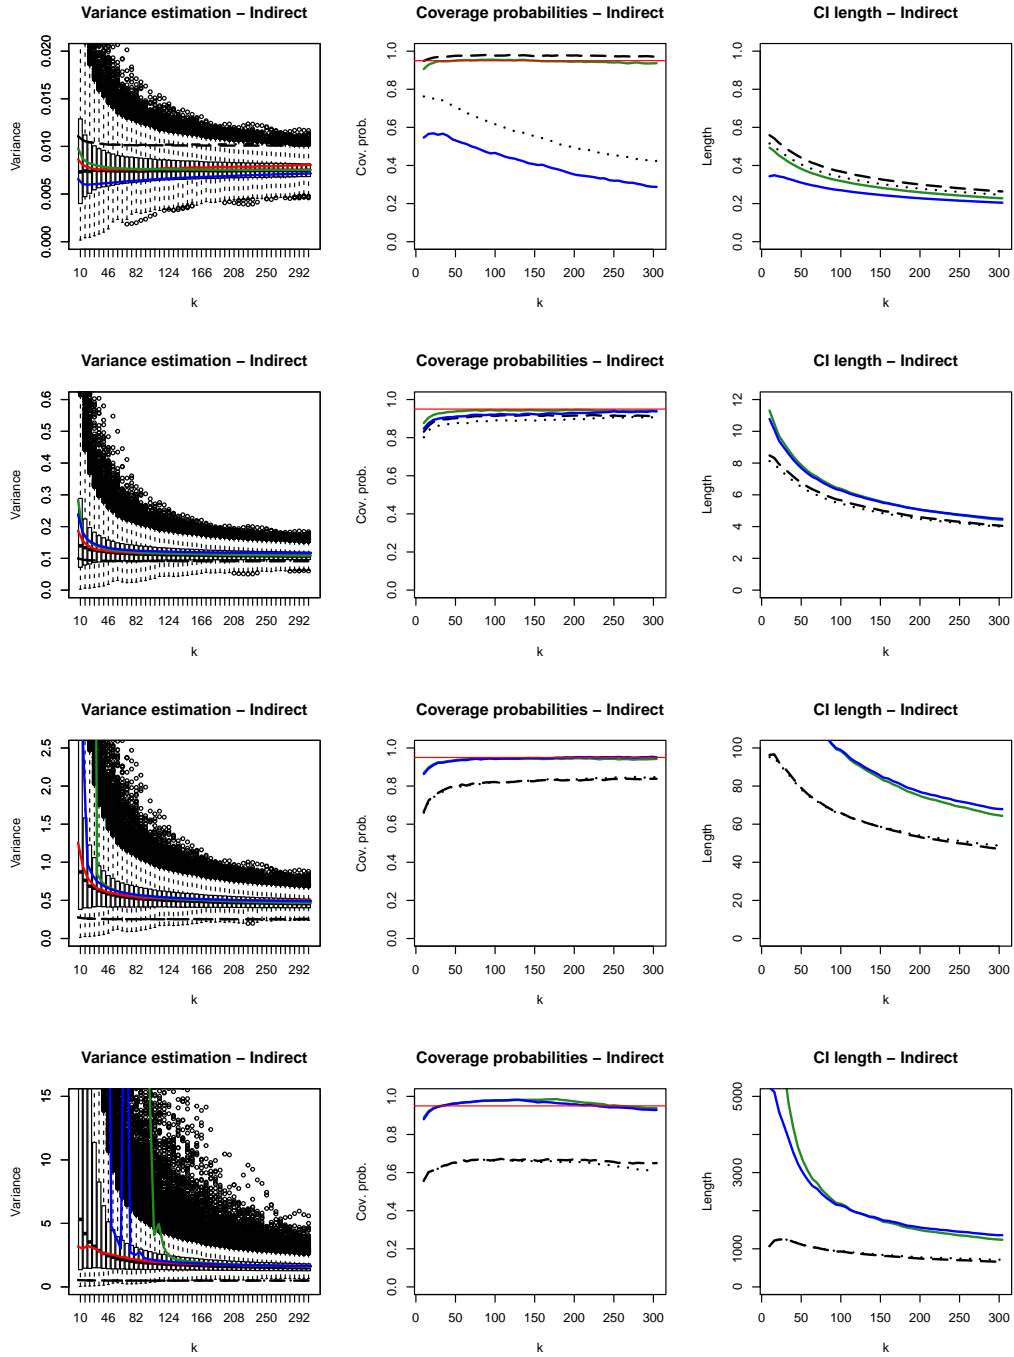 Variance estimation – Indirect
Variance
0.020
0.015
0.010
0.005
0.000
10 46 82 124 166 208 250 292
k
Coverage probabilities – Indirect
Cov. prob.
1.0
0.8
0.6
0.4
0.2
0.0
0 50 100 150 200 250 300
k
CI length – Indirect
Length
1.0
0.8
0.6
0.4
0.2
0.0
0 50 100 150 200 250 300
k
Variance estimation – Indirect
Variance
0.6
0.5
0.4
0.3
0.2
0.1
0.0
10 46 82 124 166 208 250 292
k
Coverage probabilities – Indirect
Cov. prob.
1.0
0.8
0.6
0.4
0.2
0.0
0 50 100 150 200 250 300
k
CI length – Indirect
Length
12
10
8
6
4
2
0
0 50 100 150 200 250 300
k
Variance estimation – Indirect
Variance
2.5
2.0
1.5
1.0
0.5
0.0
10 46 82 124 166 208 250 292
k
Coverage probabilities – Indirect
Cov. prob.
1.0
0.8
0.6
0.4
0.2
0.0
0 50 100 150 200 250 300
k
CI length – Indirect
Length
100
80
60
40
20
0
0 50 100 150 200 250 300
k
Variance estimation – Indirect
Variance
15
10
5
0
10 46 82 124 166 208 250 292
k
Coverage probabilities – Indirect
Cov. prob.
1.0
0.8
0.6
0.4
0.2
0.0
0 50 100 150 200 250 300
k
CI length – Indirect
Length
5000
3000
1000
0
0 50 100 150 200 250 300
k